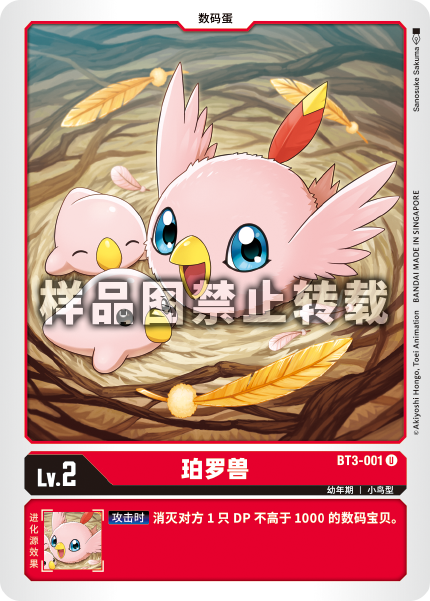 数码蛋
Sanosuke Sakuma
©Akiyoshi Hongo, Toei Animation BANDAI MADE IN SINGAPORE
样品图禁止转载
BT3-001 U
Lv.2
珀罗兽
幼年期 | 小鸟型
进化源效果
攻击时 消灭对方 1 只 DP 不高于 1000 的数码宝贝。